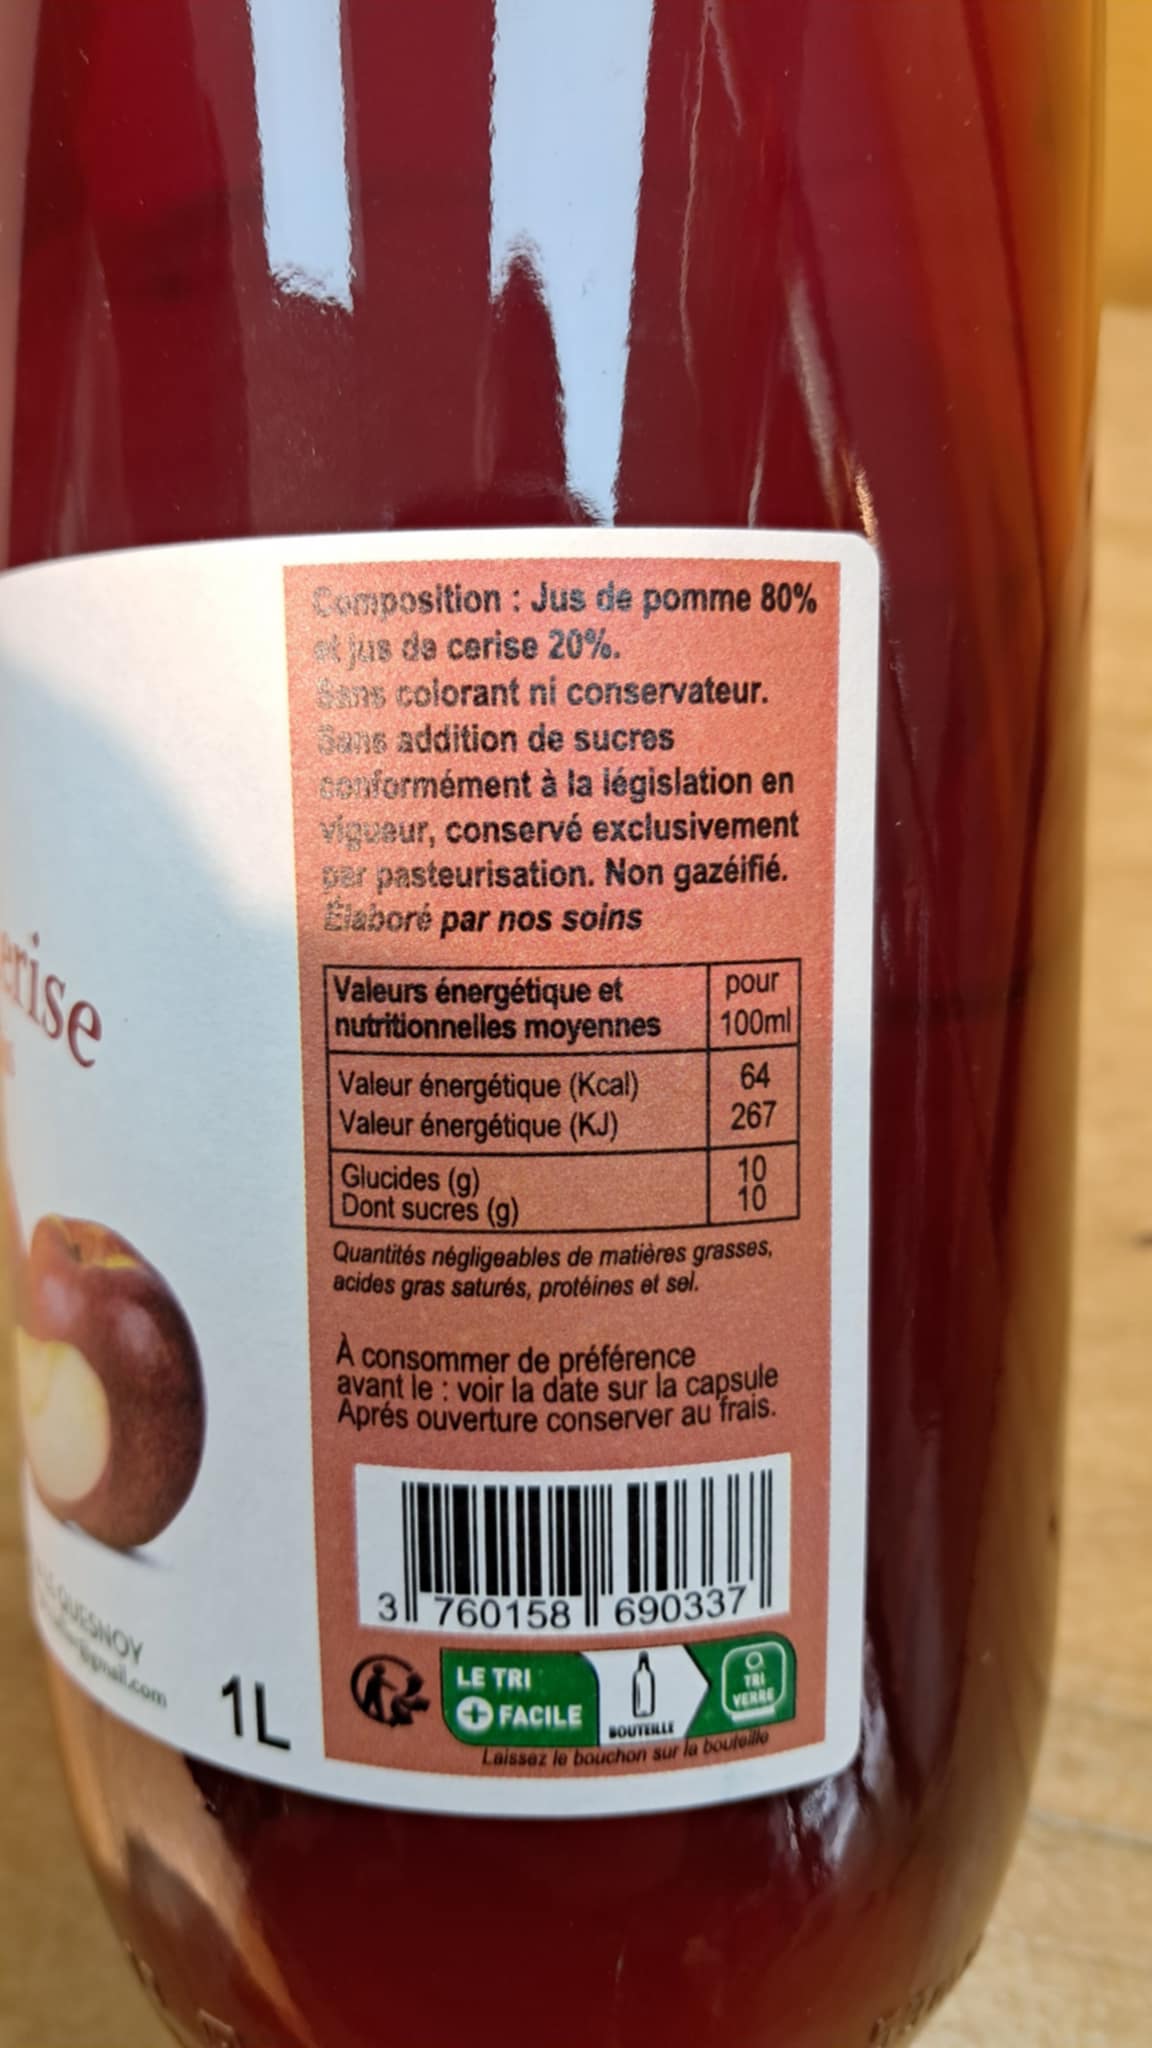 Composition : Jus de pomme 80%
et jus de cerise 20%.
Sans colorant ni conservateur.
Sans addition de sucres
conformément à la législation en
vigueur, conservé exclusivement
par pasteurisation. Non gazéifié.
Élaboré par nos soins
Valeurs énergétique et
nutritionnelles moyennes
pour
100ml
Valeur énergétique (Kcal) 64
Valeur énergétique (KJ) 267
Glucides (g) 10
Dont sucres (g) 10
Quantités négligeables de matières grasses,
acides gras saturés, protéines et sel.
À consommer de préférence
avant le : voir la date sur la capsule
Aprés ouverture conserver au frais.
3 760158 690337
LE TRI
+ FACILE
BOUTEILLE
TRI
VERRE
Laissez le bouchon sur la bouteille
erise
QUESNOY
@gmail.com
1L